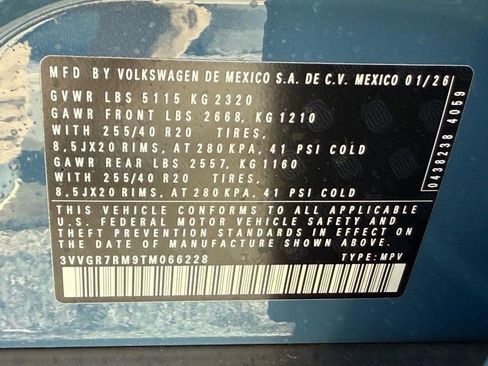 MFD BY VOLKSWAGEN DE MEXICO S.A. DE C.V. MEXICO 01/26
GVWR LBS 5115 KG 2320
GAWR FRONT LBS 2668, KG 1210
WITH 255/40 R20 TIRES,
8,5JX20 RIMS, AT 280 KPA, 41 PSI COLD
GAWR REAR LBS 2557, KG 1160
WITH 255/40 R20 TIRES,
8,5JX20 RIMS, AT 280 KPA, 41 PSI COLD
THIS VEHICLE CONFORMS TO ALL APPLICABLE
U.S. FEDERAL MOTOR VEHICLE SAFETY AND
THEFT PREVENTION STANDARDS IN EFFECT ON
THE DATE OF MANUFACTURE SHOWN ABOVE.
3VVGR7RM9TM066228 TYPE: MPV
0438238 4059